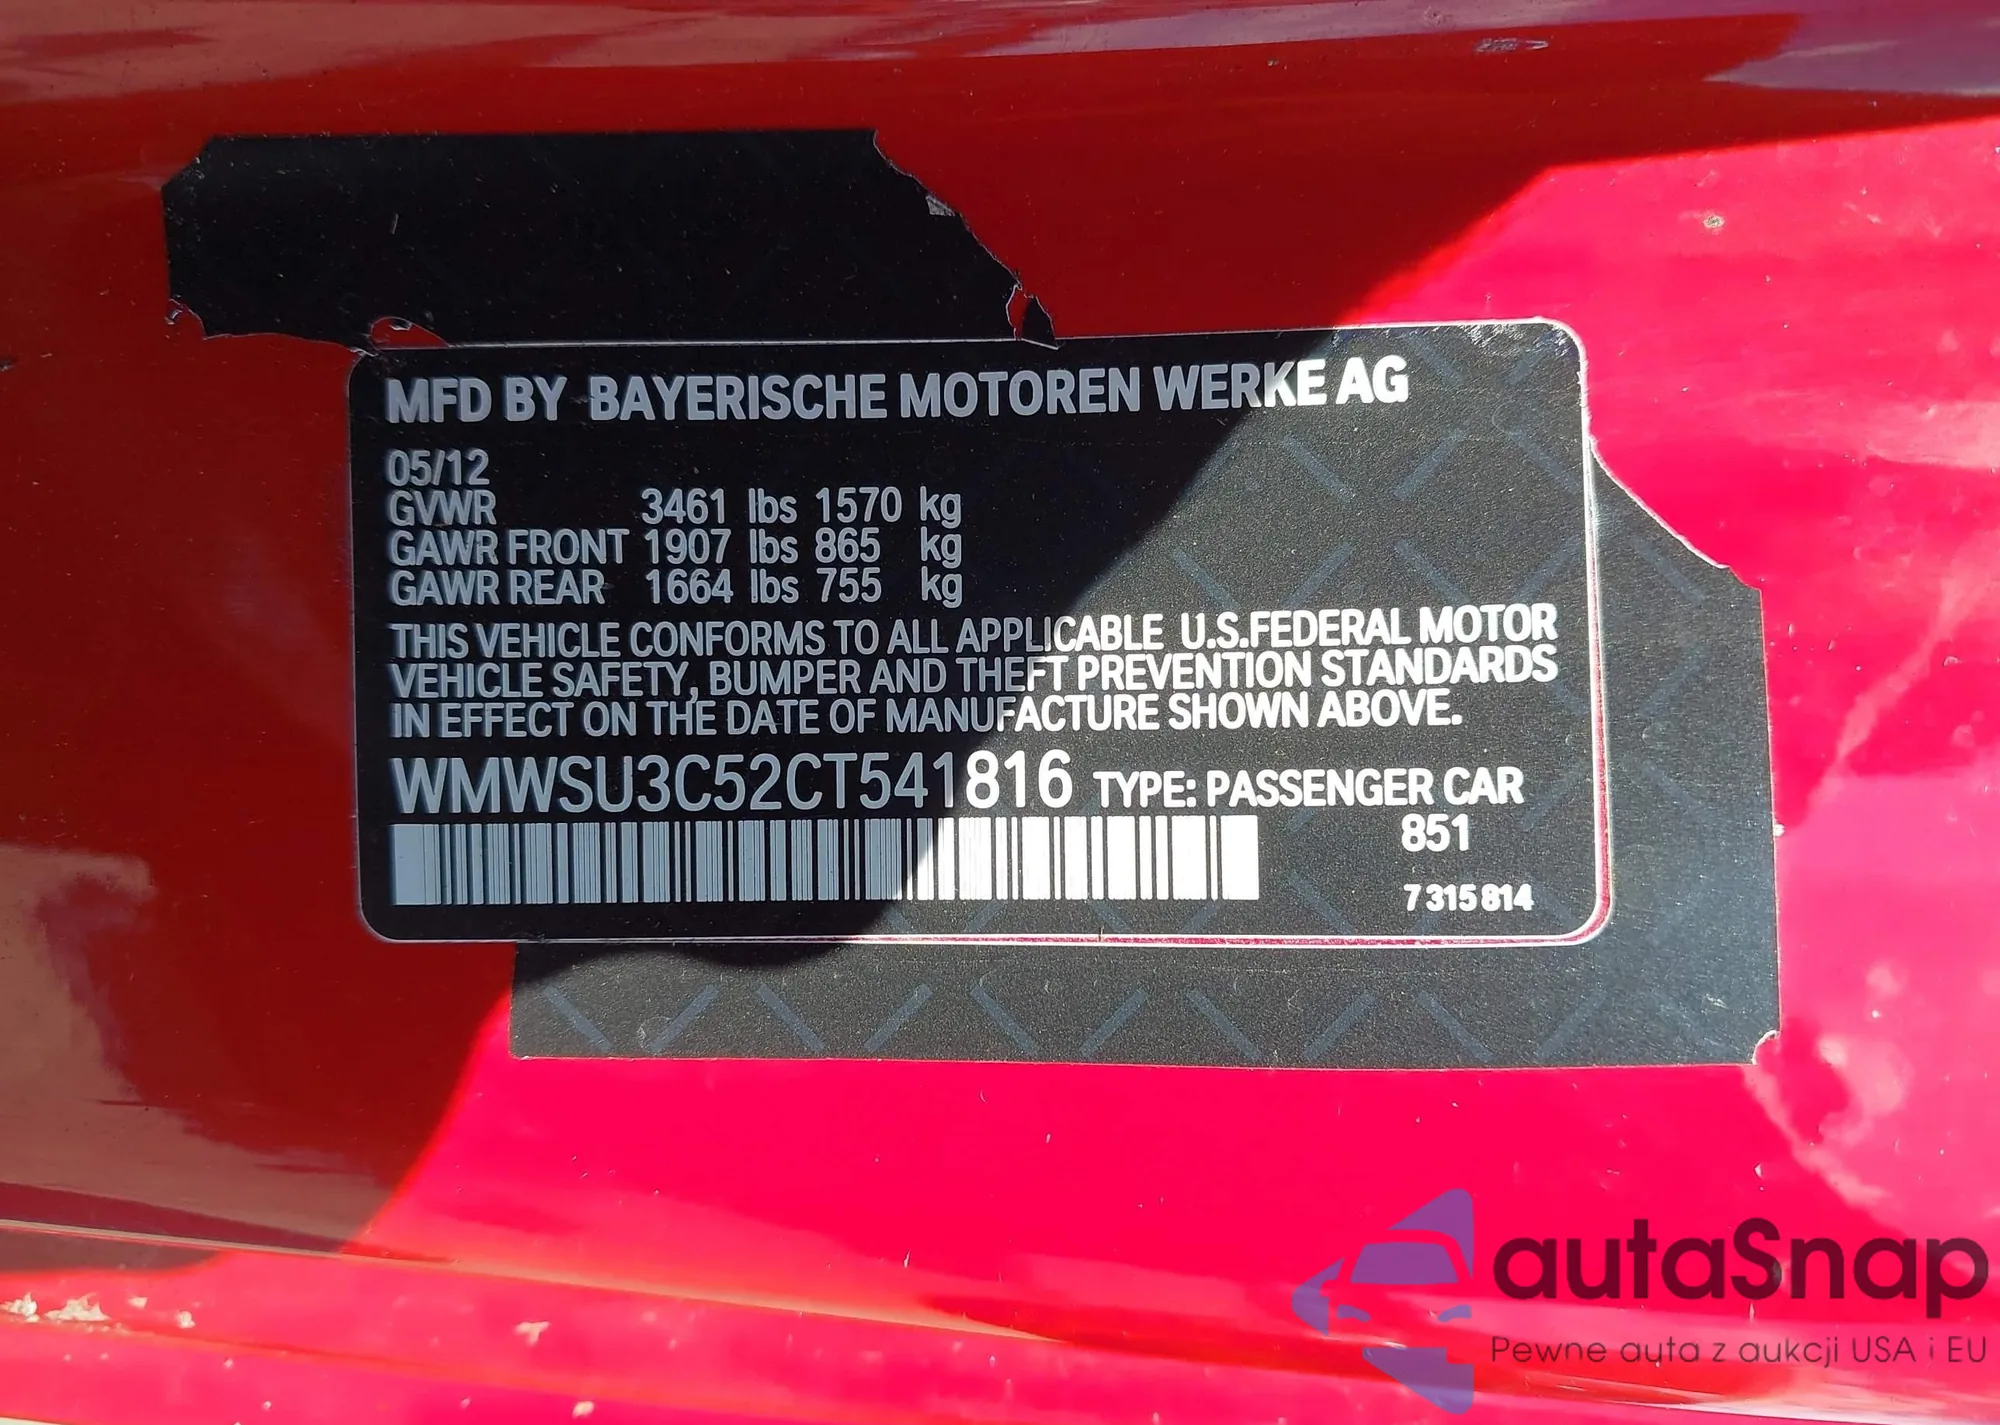 MFD BY BAYERISCHE MOTOREN WERKE AG
05/12
GVWR 3461 lbs 1570 kg
GAWR FRONT 1907 lbs 865 kg
GAWR REAR 1664 lbs 755 kg
THIS VEHICLE CONFORMS TO ALL APPLICABLE U.S.FEDERAL MOTOR
VEHICLE SAFETY, BUMPER AND THEFT PREVENTION STANDARDS
IN EFFECT ON THE DATE OF MANUFACTURE SHOWN ABOVE.
WMWSU3C52CT541816 TYPE: PASSENGER CAR
851
7 315 814
autaSnap
Pewne auta z aukcji USA i EU